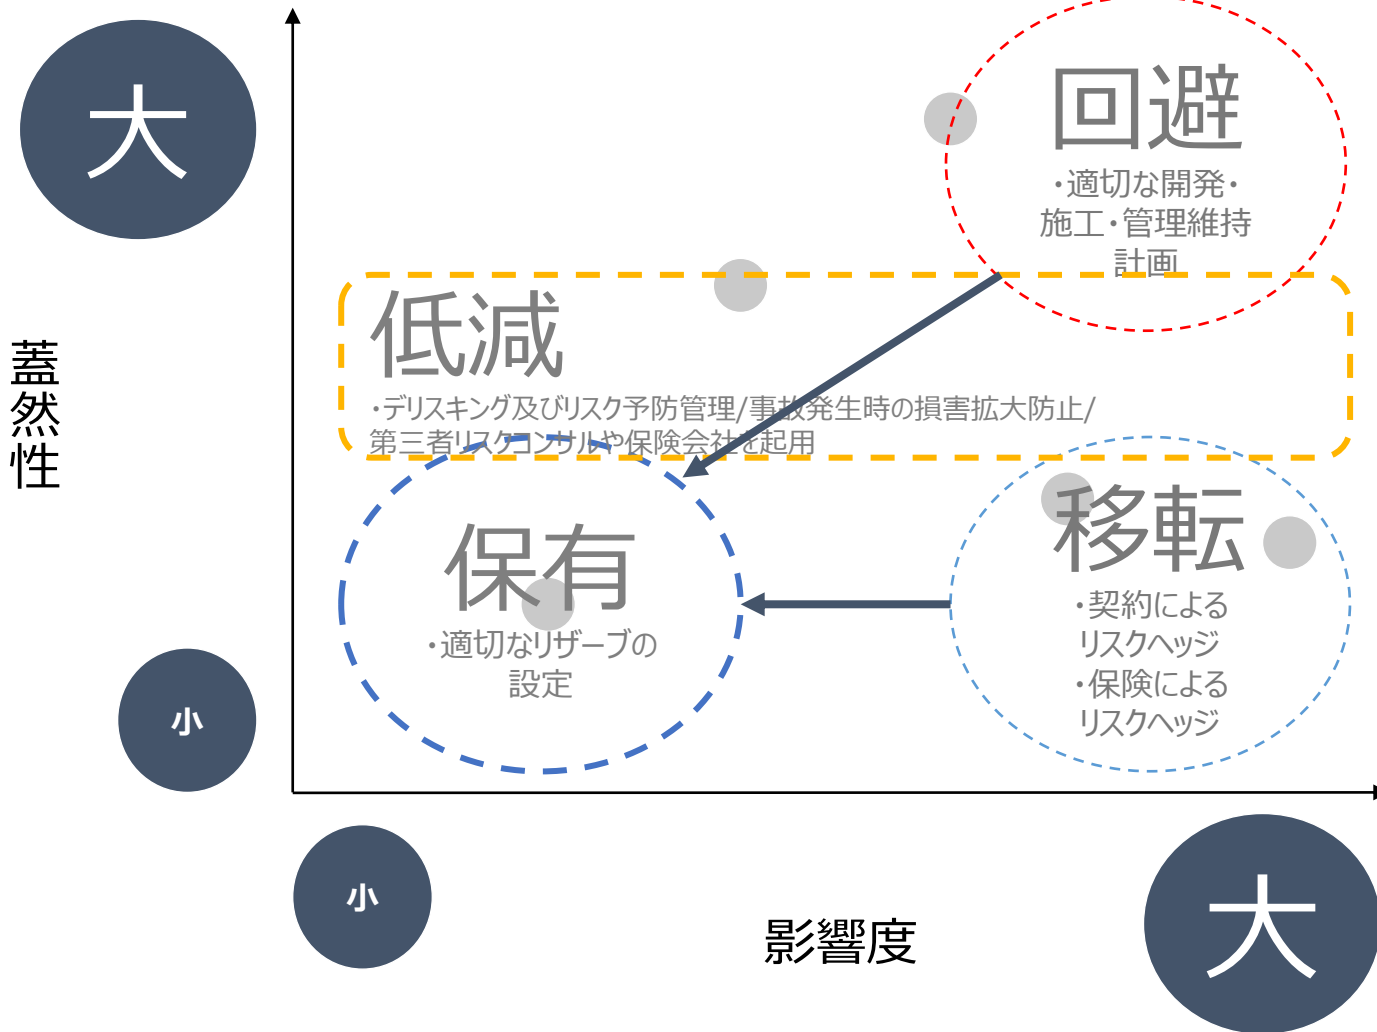 大
回避
・適切な開発・
施工・管理維持
計画
低減
・デリスキング及びリスク予防管理/事故発生時の損害拡大防止/
第三者リスクコンサルや保険会社を起用
蓋然性
保有
・適切なリザーブの
設定
移転
・契約による
リスクヘッジ
・保険による
リスクヘッジ
小
小
影響度
大